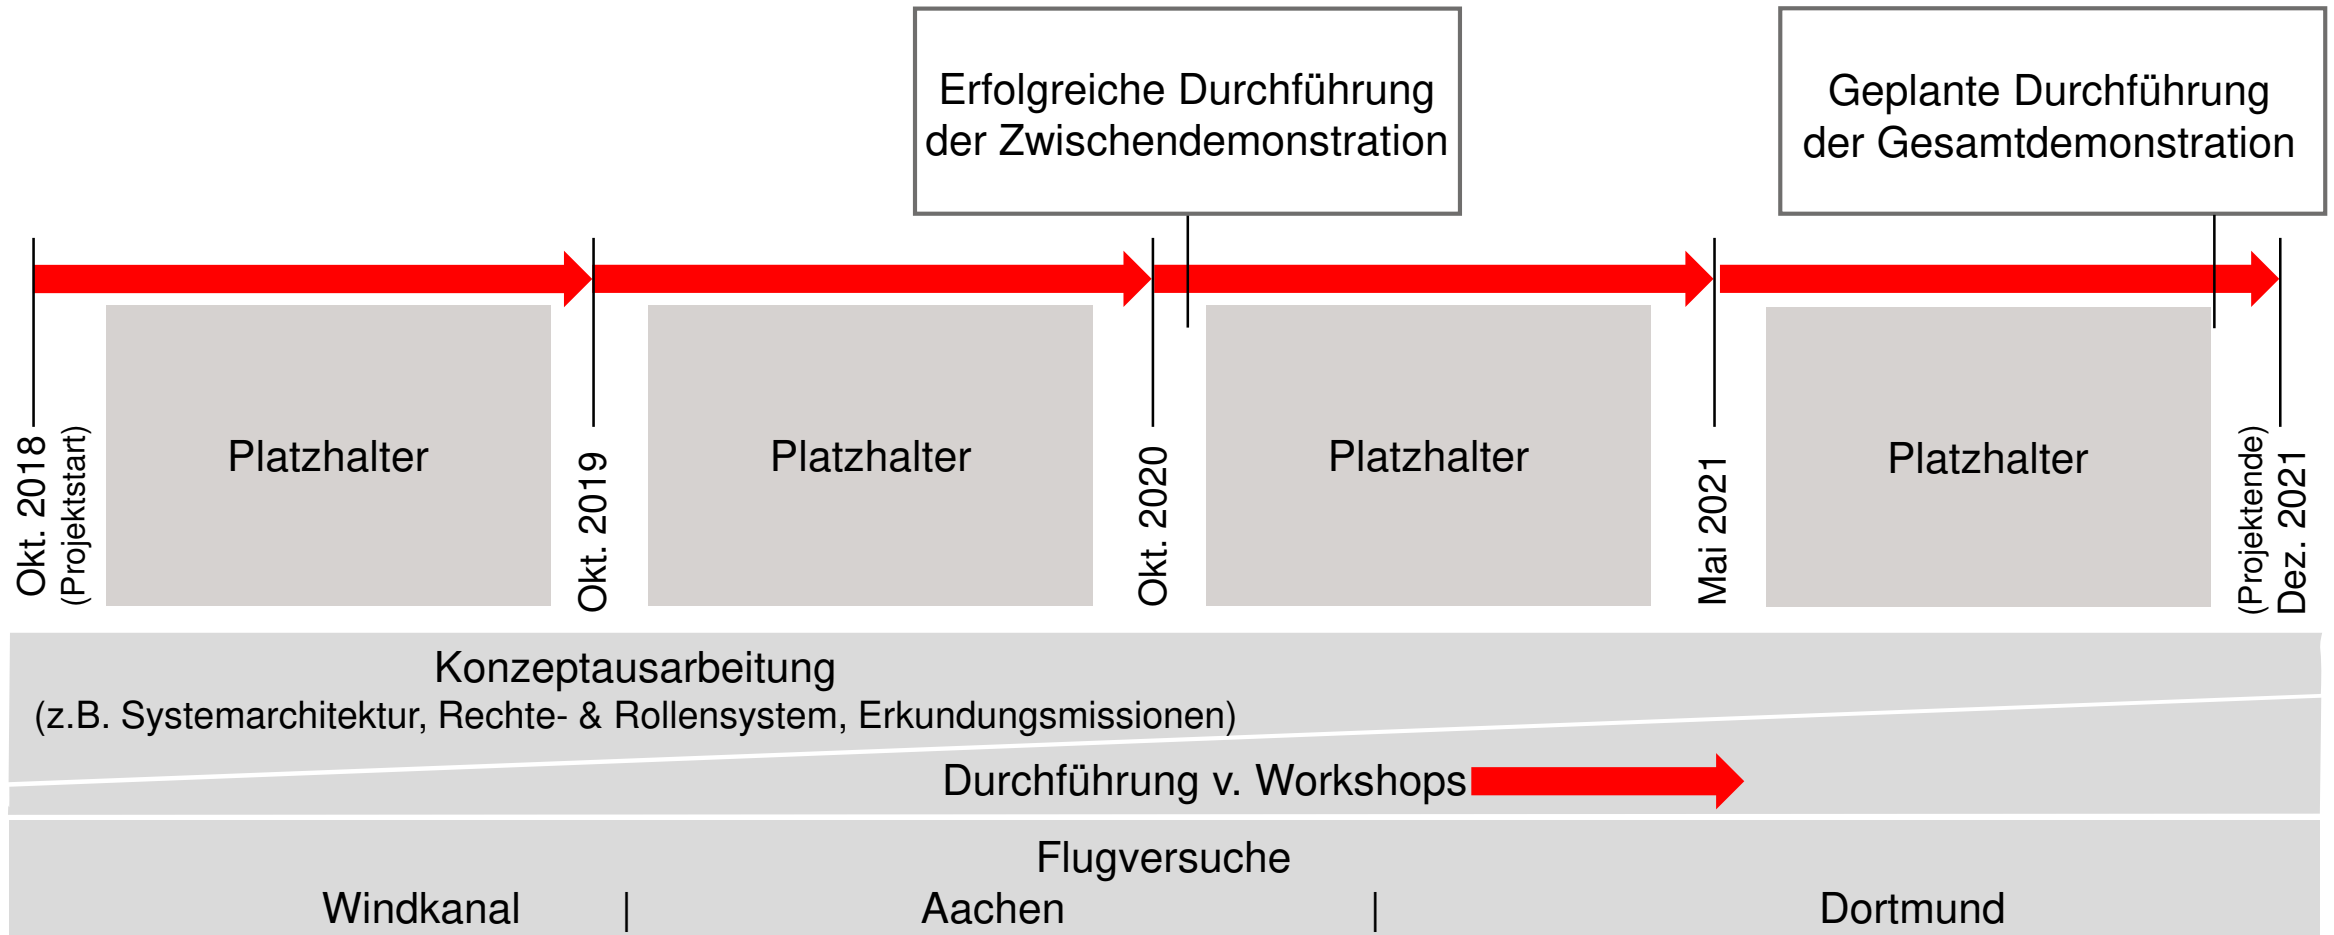 Erfolgreiche Durchführung
der Zwischendemonstration
Geplante Durchführung
der Gesamtdemonstration
Okt. 2018
(Projektstart)
Platzhalter
Okt. 2019
Platzhalter
Okt. 2020
Platzhalter
Mai 2021
Platzhalter
(Projektende)
Dez. 2021
Konzeptausarbeitung
(z.B. Systemarchitektur, Rechte- & Rollensystem, Erkundungsmissionen)
Durchführung v. Workshops
Flugversuche
Windkanal | Aachen | Dortmund